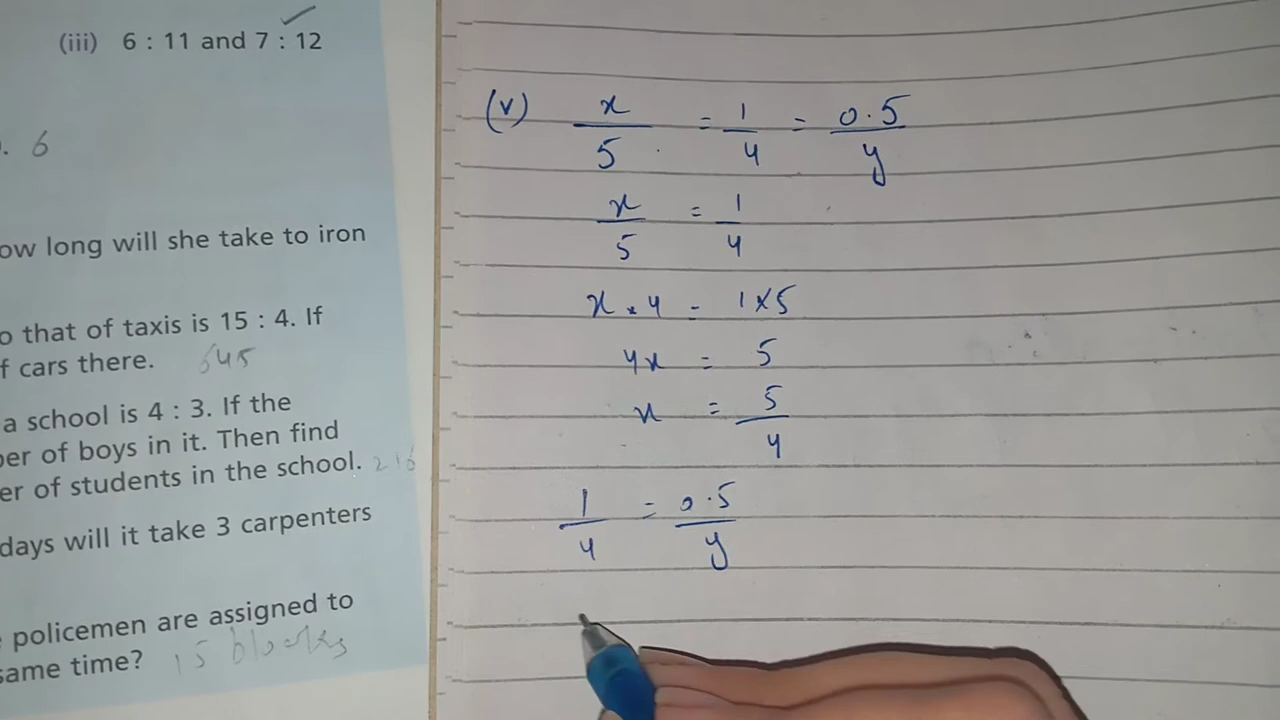 (iii) 6 : 11 and 7 : 12
. 6
ow long will she take to iron
o that of taxis is 15 : 4. If
f cars there. 645
a school is 4 : 3. If the
ber of boys in it. Then find
er of students in the school. 216
days will it take 3 carpenters
policemen are assigned to
same time? 15 blocks
(v) x/5 = 1/4 = 0.5/y
x/5 = 1/4
x × 4 = 1 × 5
4x = 5
x = 5/4
1/4 = 0.5/y